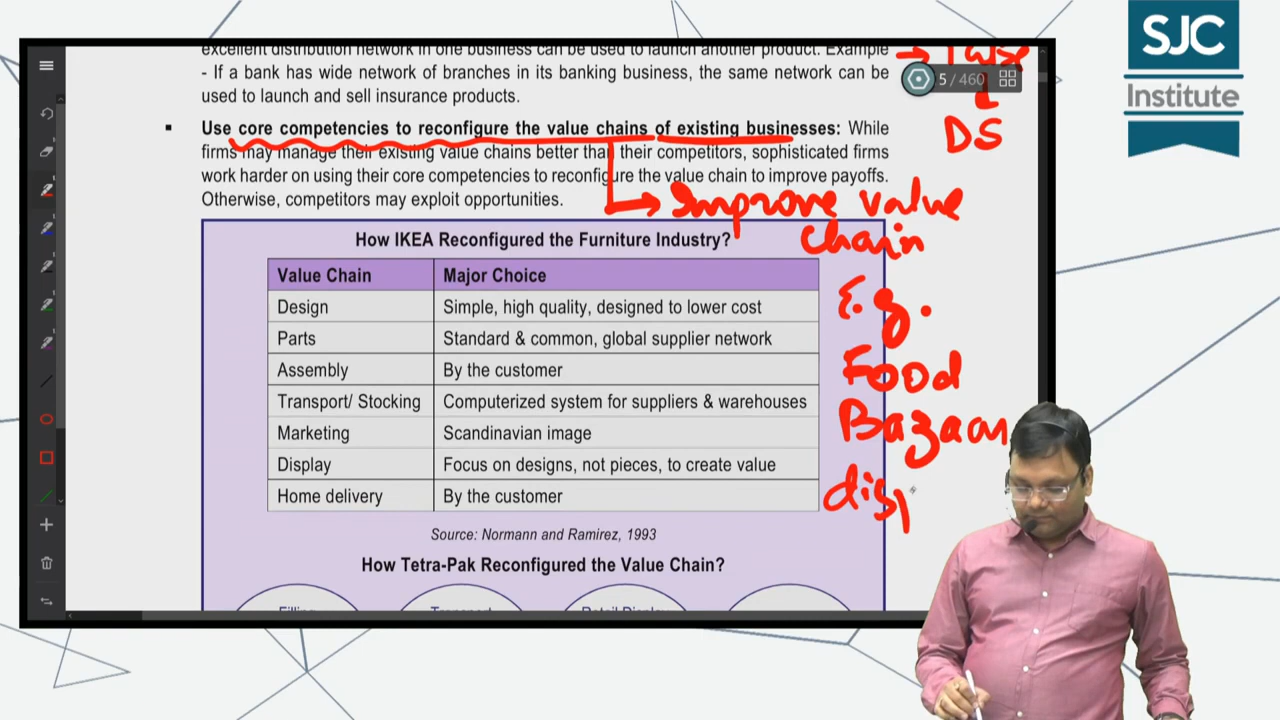 SJC
Institute
excellent distribution network in one business can be used to launch another product. Example
- If a bank has wide network of branches in its banking business, the same network can be
used to launch and sell insurance products.
5 / 460
DS
▪ Use core competencies to reconfigure the value chains of existing businesses: While
firms may manage their existing value chains better than their competitors, sophisticated firms
work harder on using their core competencies to reconfigure the value chain to improve payoffs.
Otherwise, competitors may exploit opportunities.
Improve value
chain
E.g.
Food
Bazaar
disp
How IKEA Reconfigured the Furniture Industry?
Value Chain Major Choice
Design Simple, high quality, designed to lower cost
Parts Standard & common, global supplier network
Assembly By the customer
Transport/ Stocking Computerized system for suppliers & warehouses
Marketing Scandinavian image
Display Focus on designs, not pieces, to create value
Home delivery By the customer
Source: Normann and Ramirez, 1993
How Tetra-Pak Reconfigured the Value Chain?
Filling Transport Retail Display